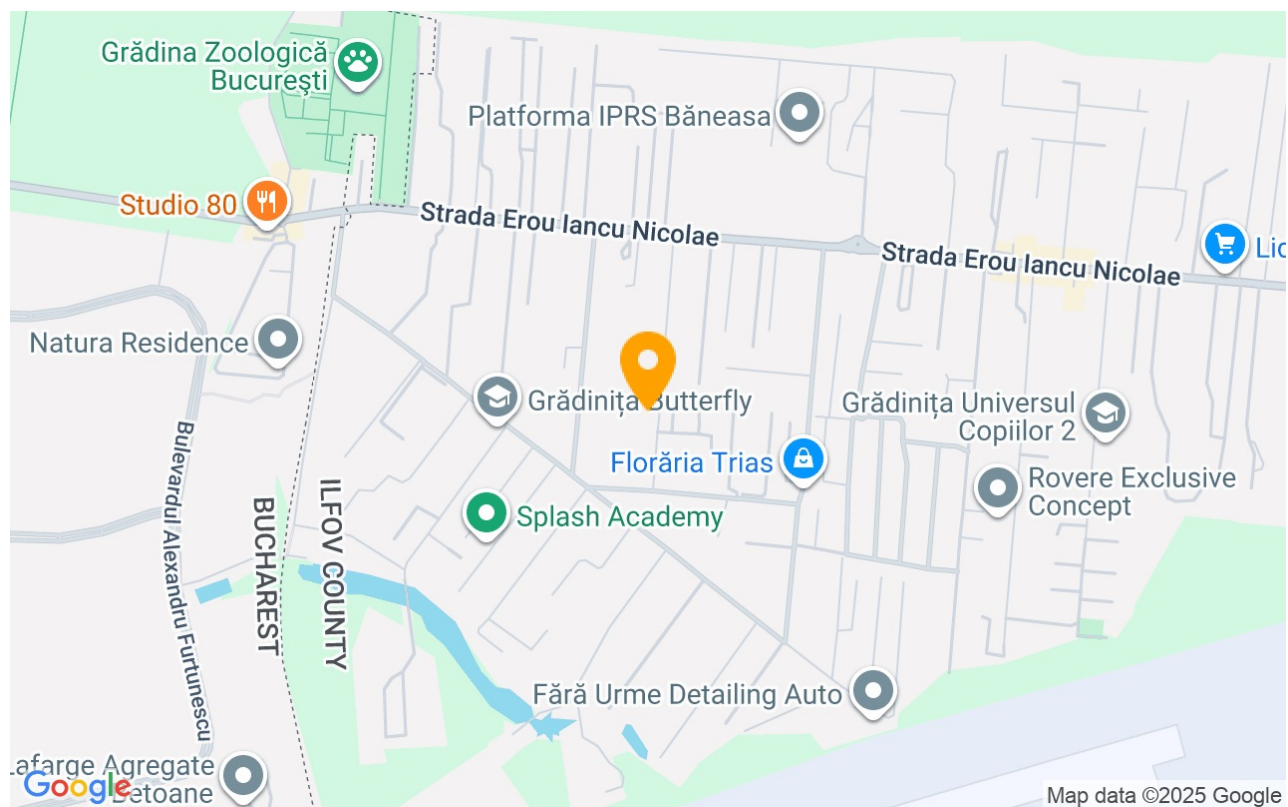 Grădina Zoologică
București
Platforma IPRS Băneasa
Studio 80
Strada Erou Iancu Nicolae
Strada Erou Iancu Nicolae
Lid
Natura Residence
Grădinița Butterfly
Grădinița Universul
Copiilor 2
Florăria Trias
Rovere Exclusive
Concept
Splash Academy
Bulevardul Alexandru Furtunescu
BUCHAREST
ILFOV COUNTY
Fără Urme Detailing Auto
Lafarge Agregate
Betoane
Google
Map data ©2025 Google